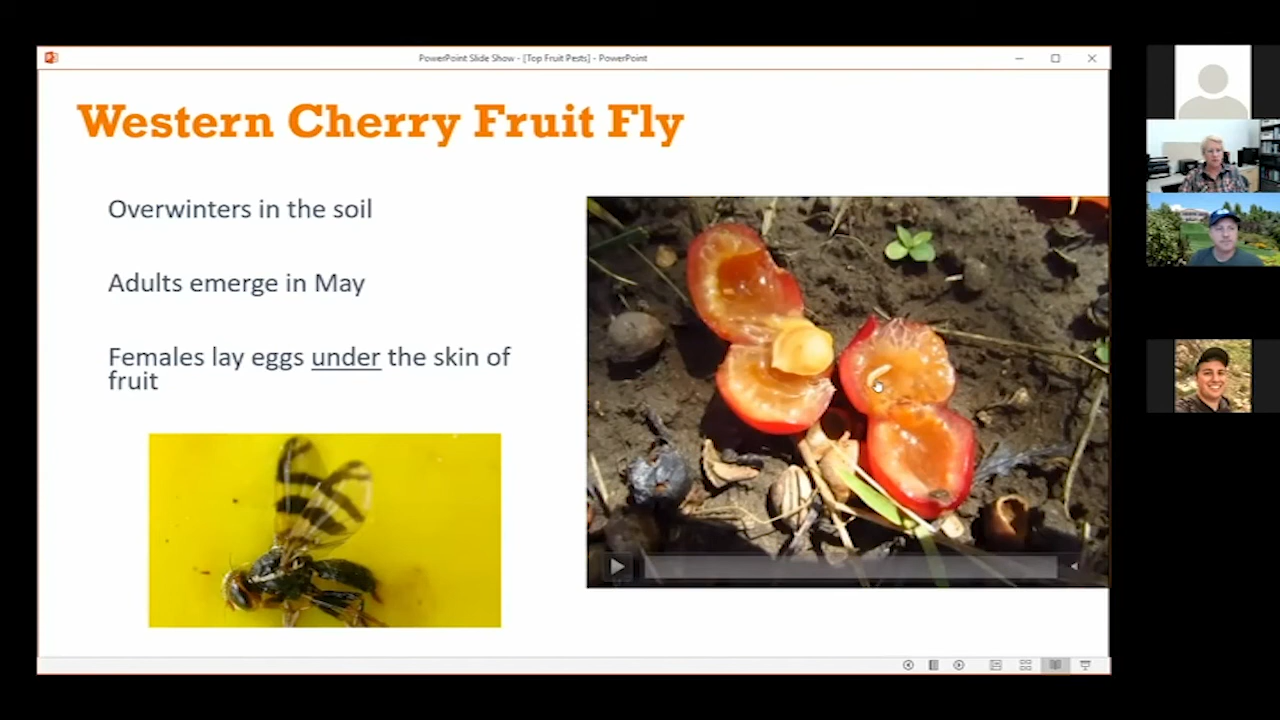 PowerPoint Slide Show - [Top Fruit Pests] - PowerPoint
Western Cherry Fruit Fly
Overwinters in the soil
Adults emerge in May
Females lay eggs under the skin of
fruit